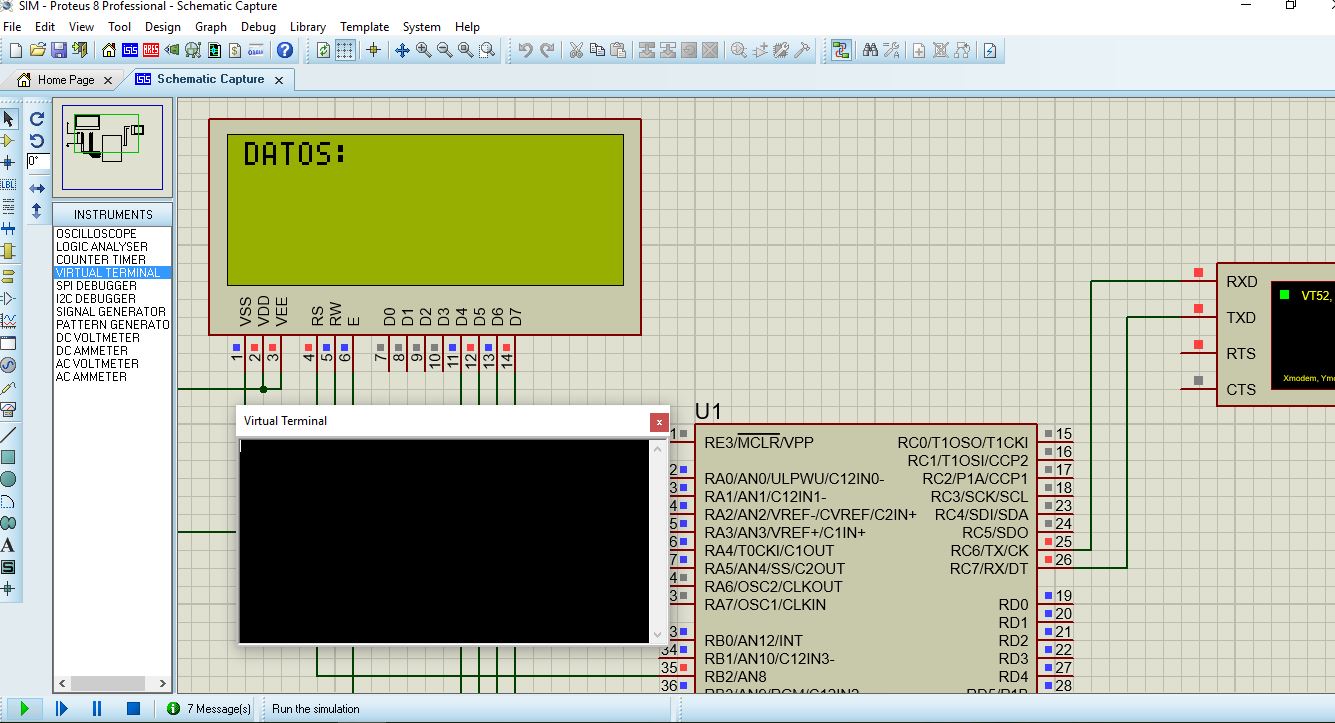 SIM - Proteus 8 Professional - Schematic Capture
File Edit View Tool Design Graph Debug Library Template System Help
Home Page
Schematic Capture
0°
LBL
INSTRUMENTS
OSCILLOSCOPE
LOGIC ANALYSER
COUNTER TIMER
VIRTUAL TERMINAL
SPI DEBUGGER
I2C DEBUGGER
SIGNAL GENERATOR
PATTERN GENERATO
DC VOLTMETER
DC AMMETER
AC VOLTMETER
AC AMMETER
DATOS:
VSS VDD VEE RS RW E D0 D1 D2 D3 D4 D5 D6 D7
1 2 3 4 5 6 7 8 9 10 11 12 13 14
RXD
TXD
RTS
CTS
VT52,
Xmodem, Ymo
Virtual Terminal
U1
1 RE3/MCLR/VPP RC0/T1OSO/T1CKI 15
RC1/T1OSI/CCP2 16
2 RA0/AN0/ULPWU/C12IN0- RC2/P1A/CCP1 17
3 RA1/AN1/C12IN1- RC3/SCK/SCL 18
4 RA2/AN2/VREF-/CVREF/C2IN+ RC4/SDI/SDA 23
5 RA3/AN3/VREF+/C1IN+ RC5/SDO 24
6 RA4/T0CKI/C1OUT RC6/TX/CK 25
7 RA5/AN4/SS/C2OUT RC7/RX/DT 26
4 RA6/OSC2/CLKOUT
3 RA7/OSC1/CLKIN RD0 19
RD1 20
3 RB0/AN12/INT RD2 21
34 RB1/AN10/C12IN3- RD3 22
35 RB2/AN8 RD4 27
36 28
7 Message(s)
Run the simulation